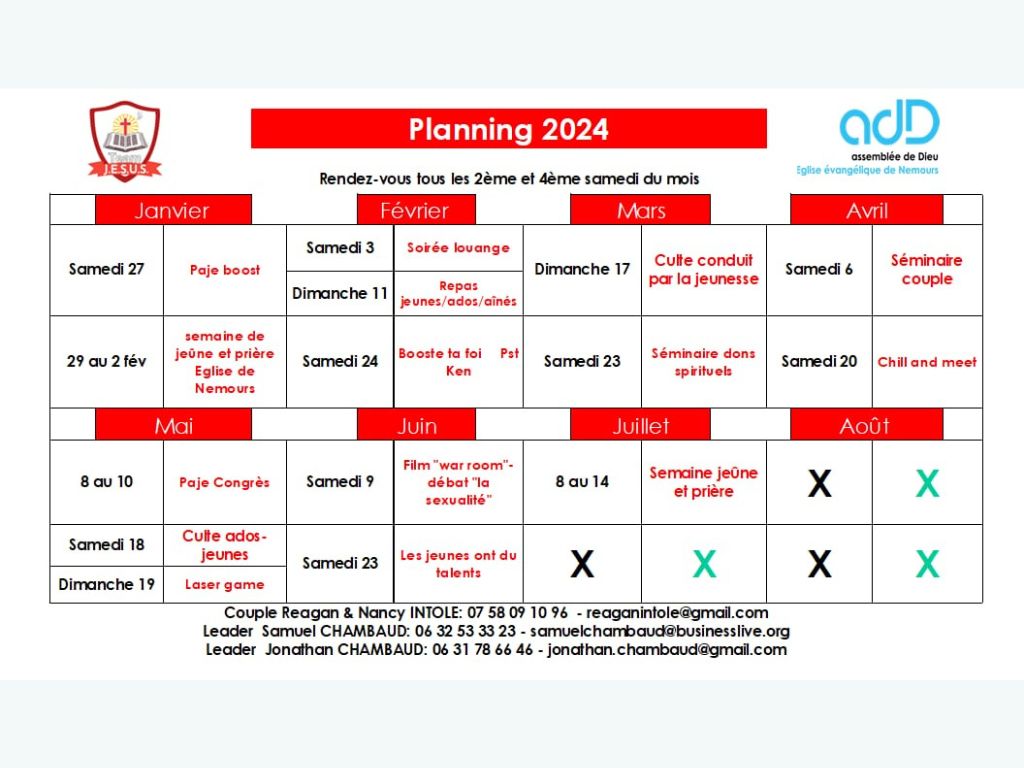 Planning 2024
Team
J.E.S.U.S.
adD
assemblée de Dieu
Eglise évangélique de Nemours
Rendez-vous tous les 2ème et 4ème samedi du mois
Janvier
Février
Mars
Avril
Samedi 27
Paje boost
Samedi 3
Soirée louange
Dimanche 11
Repas
jeunes/ados/aînés
Dimanche 17
Culte conduit
par la jeunesse
Samedi 6
Séminaire
couple
29 au 2 fév
semaine de
jeûne et prière
Eglise de
Nemours
Samedi 24
Booste ta foi Pst
Ken
Samedi 23
Séminaire dons
spirituels
Samedi 20
Chill and meet
Mai
Juin
Juillet
Août
8 au 10
Paje Congrès
Samedi 9
Film "war room"-
débat "la
sexualité"
8 au 14
Semaine jeûne
et prière
X
X
Samedi 18
Culte ados-
jeunes
Dimanche 19
Laser game
Samedi 23
Les jeunes ont du
talents
X
X
X
X
Couple Reagan & Nancy INTOLE: 07 58 09 10 96 - reaganintole@gmail.com
Leader Samuel CHAMBAUD: 06 32 53 33 23 - samuelchambaud@businesslive.org
Leader Jonathan CHAMBAUD: 06 31 78 66 46 - jonathan.chambaud@gmail.com